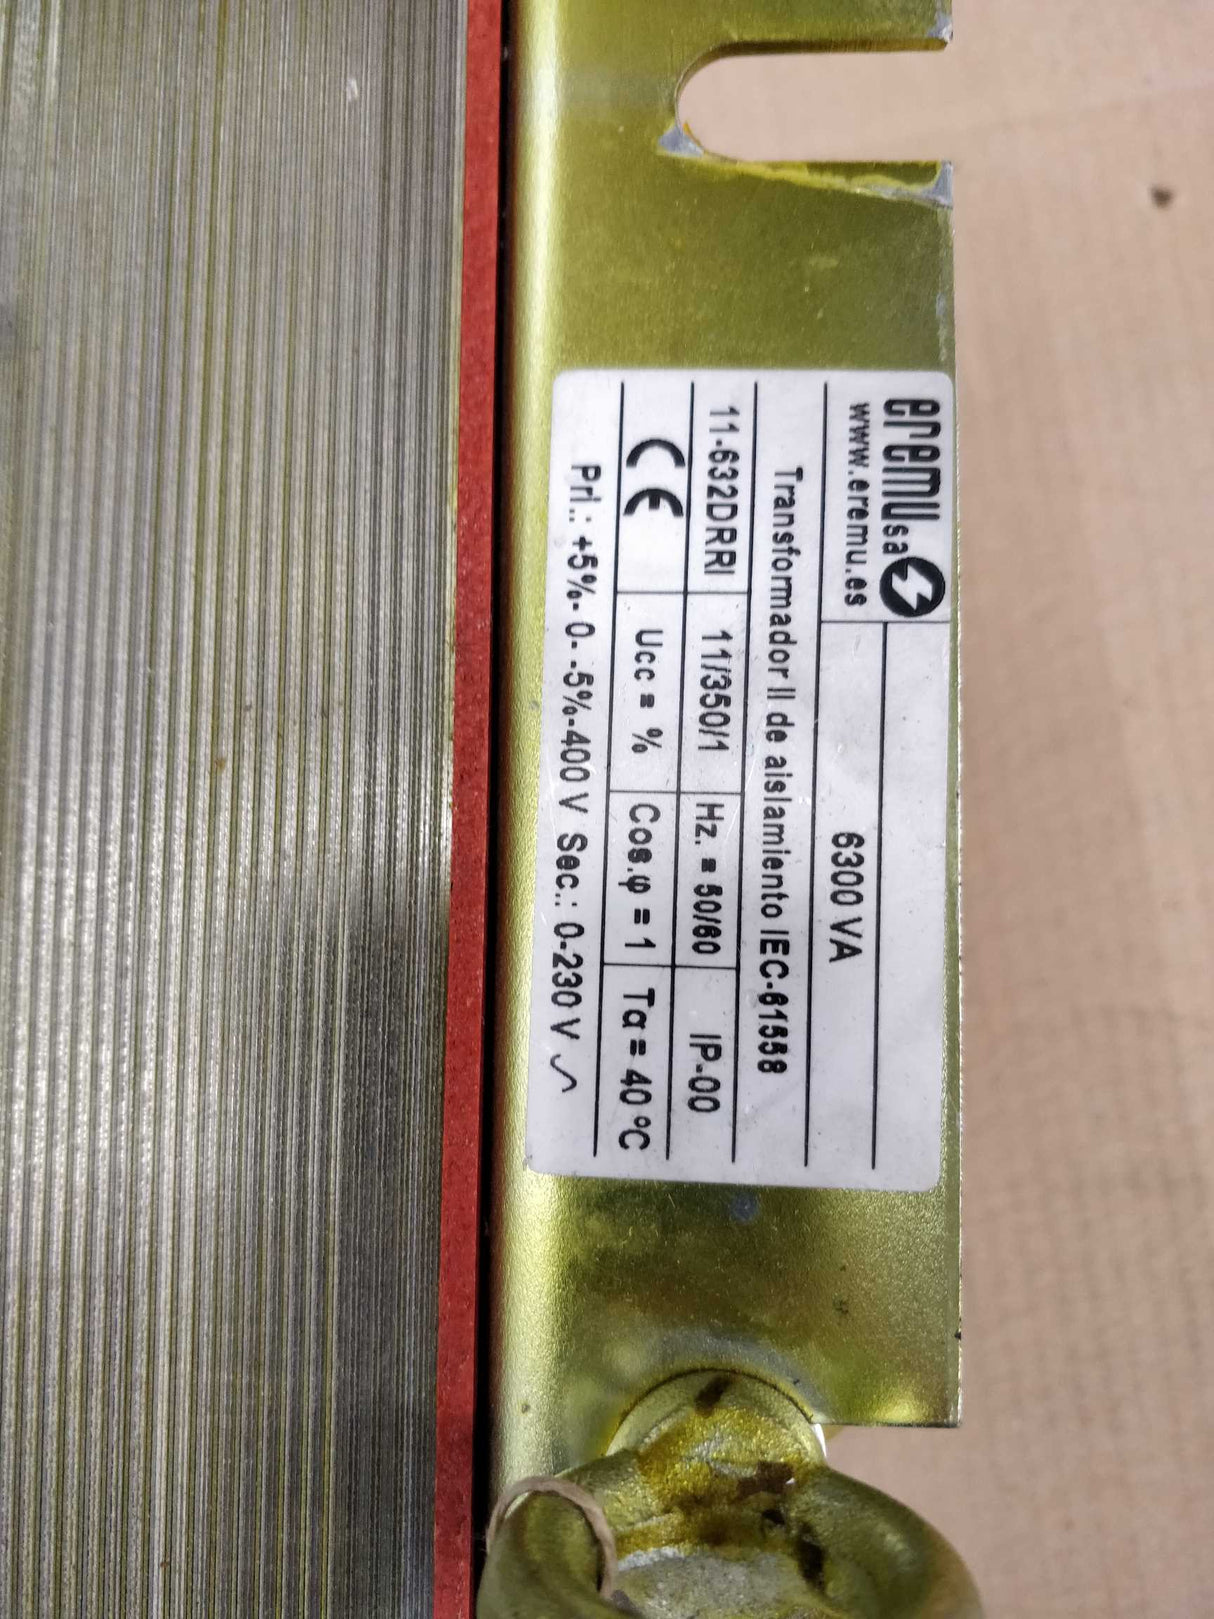 eremu sa
www.eremu.es
6300 VA
Transformador II de aislamiento IEC-61558
11-632DRRI 11/350/1 Hz. = 50/60 IP-00
CE Ucc = % Cos.φ = 1 Ta = 40 ºC
Pri.: +5%- 0- -5%-400 V Sec.: 0-230 V ~